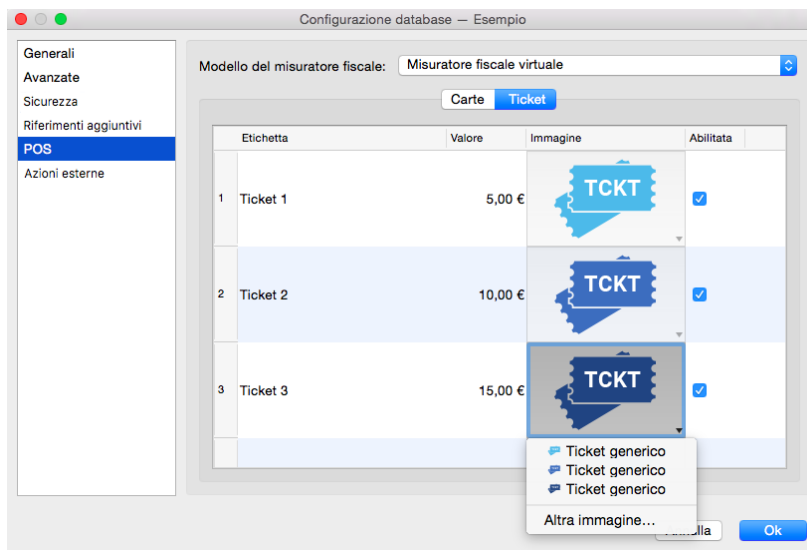 Configurazione database — Esempio
Generali
Avanzate
Sicurezza
Riferimenti aggiuntivi
POS
Azioni esterne
Modello del misuratore fiscale: Misuratore fiscale virtuale
Carte Ticket
Etichetta Valore Immagine Abilitata
1 Ticket 1 5,00 € TCKT
2 Ticket 2 10,00 € TCKT
3 Ticket 3 15,00 € TCKT
Ticket generico
Ticket generico
Ticket generico
Altra immagine…
Ok